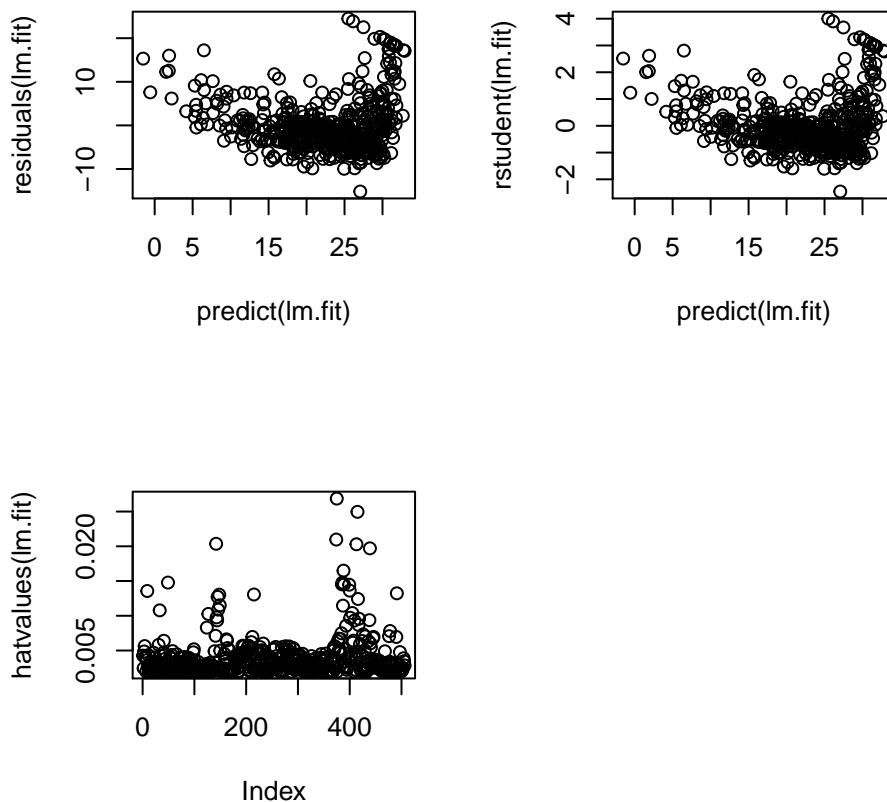 residuals(lm.fit)
10
−10
0 5 15 25
predict(lm.fit)
rstudent(lm.fit)
4
2
0
−2
0 5 15 25
predict(lm.fit)
hatvalues(lm.fit)
0.020
0.005
0 200 400
Index